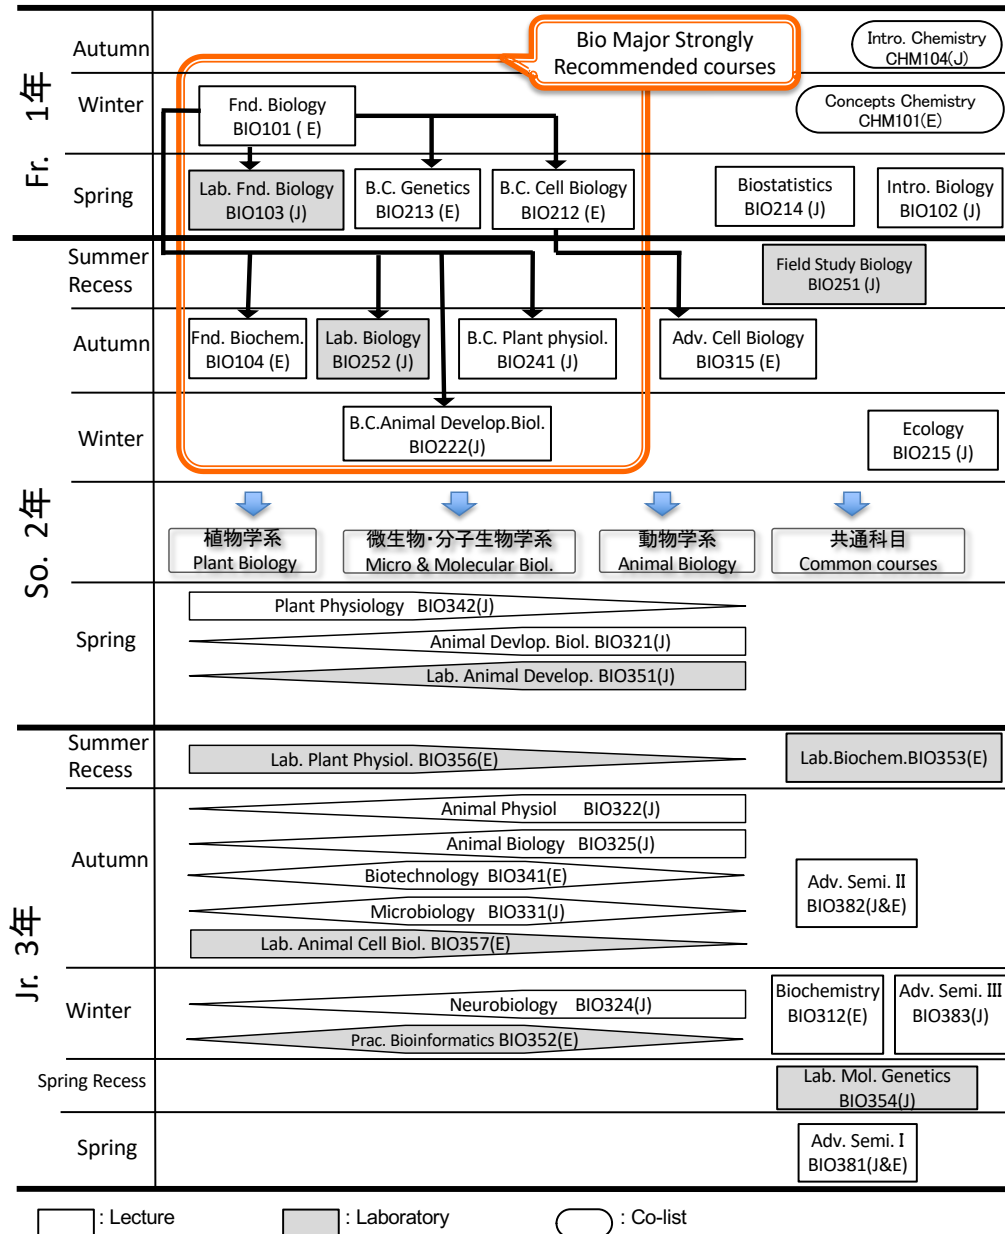 Fr. 1年
Autumn
Bio Major Strongly
Recommended courses
Intro. Chemistry
CHM104(J)
Winter
Fnd. Biology
BIO101 ( E)
Concepts Chemistry
CHM101(E)
Spring
Lab. Fnd. Biology
BIO103 (J)
B.C. Genetics
BIO213 (E)
B.C. Cell Biology
BIO212 (E)
Biostatistics
BIO214 (J)
Intro. Biology
BIO102 (J)
So. 2年
Summer
Recess
Field Study Biology
BIO251 (J)
Autumn
Fnd. Biochem.
BIO104 (E)
Lab. Biology
BIO252 (J)
B.C. Plant physiol.
BIO241 (J)
Adv. Cell Biology
BIO315 (E)
Winter
B.C.Animal Develop.Biol.
BIO222(J)
Ecology
BIO215 (J)
植物学系
Plant Biology
微生物・分子生物学系
Micro & Molecular Biol.
動物学系
Animal Biology
共通科目
Common courses
Spring
Plant Physiology BIO342(J)
Animal Devlop. Biol. BIO321(J)
Lab. Animal Develop. BIO351(J)
Jr. 3年
Summer
Recess
Lab. Plant Physiol. BIO356(E)
Lab.Biochem.BIO353(E)
Autumn
Animal Physiol BIO322(J)
Animal Biology BIO325(J)
Biotechnology BIO341(E)
Microbiology BIO331(J)
Lab. Animal Cell Biol. BIO357(E)
Adv. Semi. II
BIO382(J&E)
Winter
Neurobiology BIO324(J)
Prac. Bioinformatics BIO352(E)
Biochemistry
BIO312(E)
Adv. Semi. III
BIO383(J)
Spring Recess
Lab. Mol. Genetics
BIO354(J)
Spring
Adv. Semi. I
BIO381(J&E)
: Lecture
: Laboratory
: Co-list